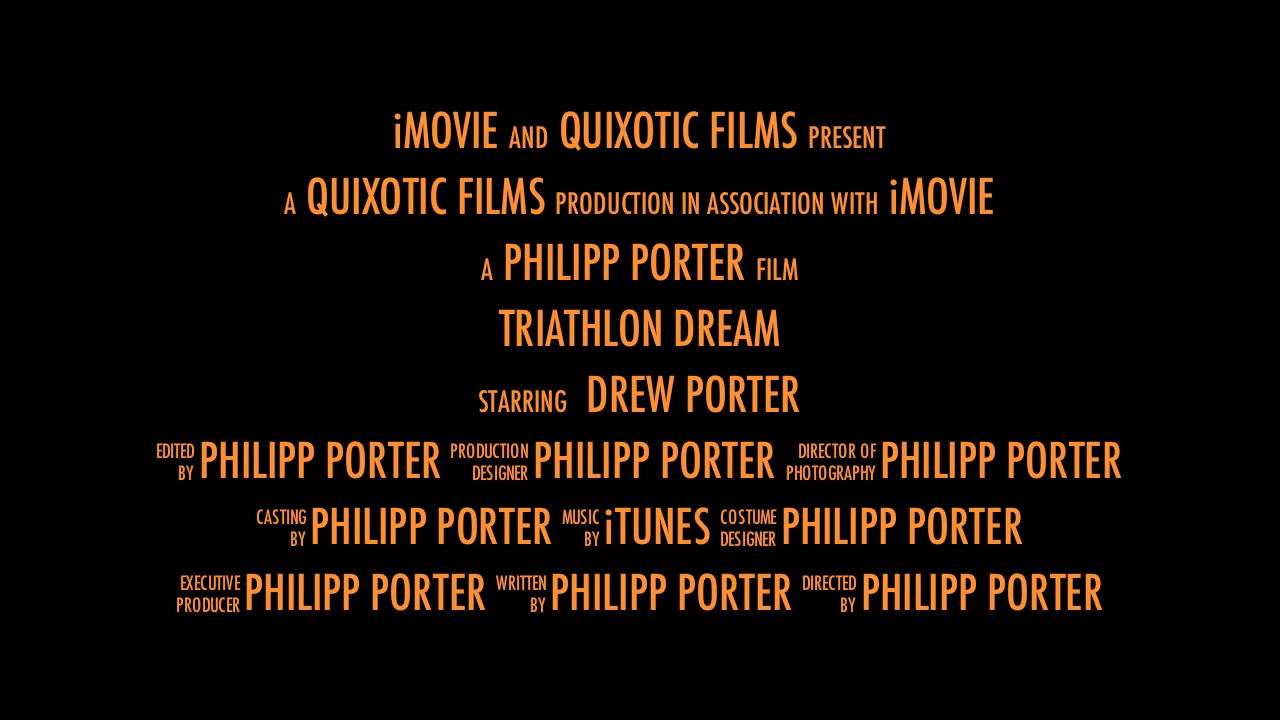 iMOVIE AND QUIXOTIC FILMS PRESENT
A QUIXOTIC FILMS PRODUCTION IN ASSOCIATION WITH iMOVIE
A PHILIPP PORTER FILM
TRIATHLON DREAM
STARRING DREW PORTER
EDITED BY PHILIPP PORTER PRODUCTION DESIGNER PHILIPP PORTER DIRECTOR OF PHOTOGRAPHY PHILIPP PORTER
CASTING BY PHILIPP PORTER MUSIC BY iTUNES COSTUME DESIGNER PHILIPP PORTER
EXECUTIVE PRODUCER PHILIPP PORTER WRITTEN BY PHILIPP PORTER DIRECTED BY PHILIPP PORTER